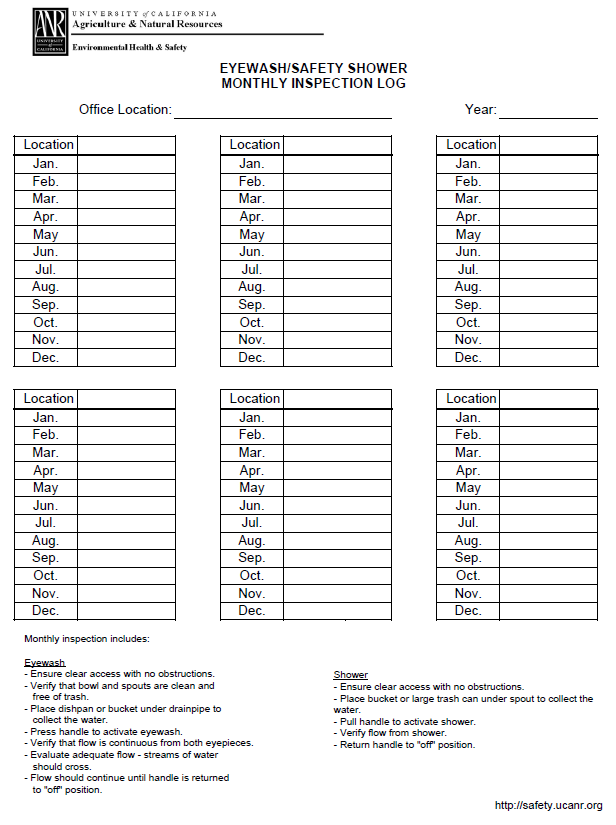 ANR
UNIVERSITY
of
CALIFORNIA
UNIVERSITY of CALIFORNIA
Agriculture & Natural Resources
Environmental Health & Safety
EYEWASH/SAFETY SHOWER
MONTHLY INSPECTION LOG
Office Location: Year:
Location Location Location
Jan. Jan. Jan.
Feb. Feb. Feb.
Mar. Mar. Mar.
Apr. Apr. Apr.
May May May
Jun. Jun. Jun.
Jul. Jul. Jul.
Aug. Aug. Aug.
Sep. Sep. Sep.
Oct. Oct. Oct.
Nov. Nov. Nov.
Dec. Dec. Dec.
Location Location Location
Jan. Jan. Jan.
Feb. Feb. Feb.
Mar. Mar. Mar.
Apr. Apr. Apr.
May May May
Jun. Jun. Jun.
Jul. Jul. Jul.
Aug. Aug. Aug.
Sep. Sep. Sep.
Oct. Oct. Oct.
Nov. Nov. Nov.
Dec. Dec. Dec.
Monthly inspection includes:
Eyewash
- Ensure clear access with no obstructions.
- Verify that bowl and spouts are clean and
free of trash.
- Place dishpan or bucket under drainpipe to
collect the water.
- Press handle to activate eyewash.
- Verify that flow is continuous from both eyepieces.
- Evaluate adequate flow - streams of water
should cross.
- Flow should continue until handle is returned
to "off" position.
Shower
- Ensure clear access with no obstructions.
- Place bucket or large trash can under spout to collect the
water.
- Pull handle to activate shower.
- Verify flow from shower.
- Return handle to "off" position.
http://safety.ucanr.org